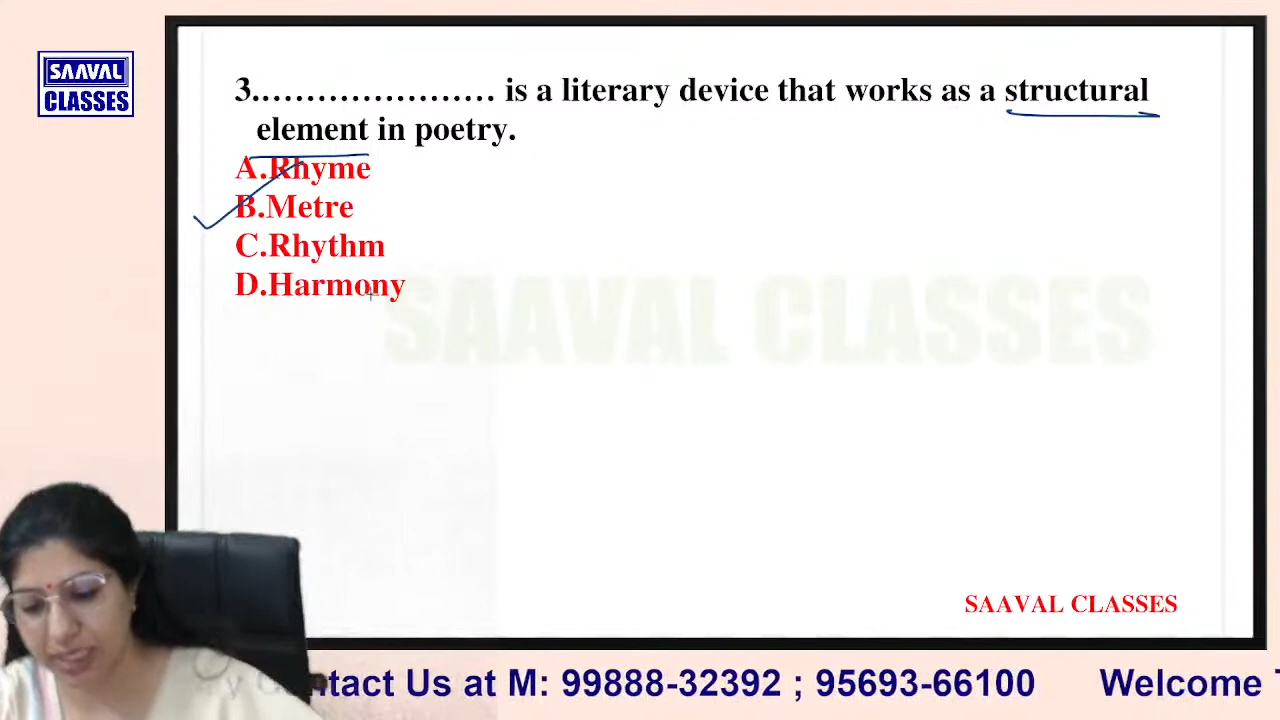 SAAVAL
CLASSES
3.………………… is a literary device that works as a structural
element in poetry.
A.Rhyme
B.Metre
C.Rhythm
D.Harmony
SAAVAL CLASSES
SAAVAL CLASSES
ntact Us at M: 99888-32392 ; 95693-66100 Welcome